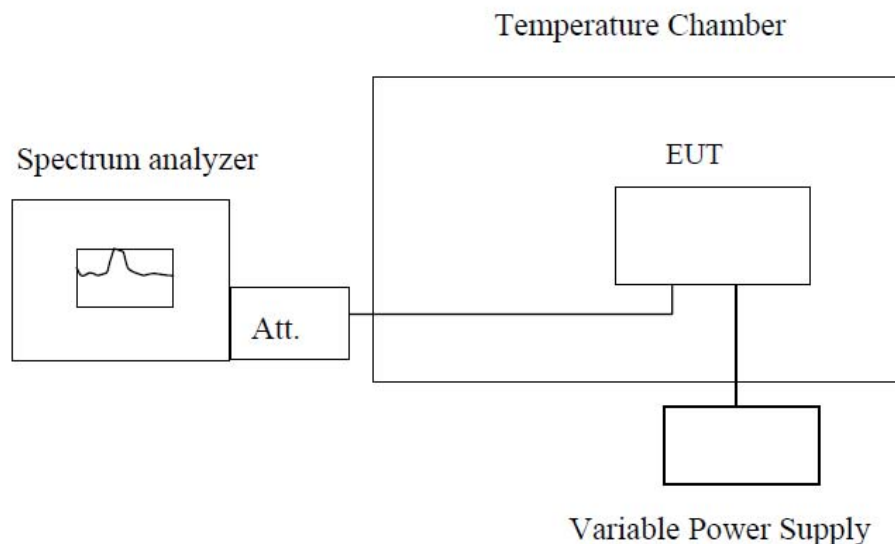 Temperature Chamber
Spectrum analyzer
EUT
Att.
Variable Power Supply